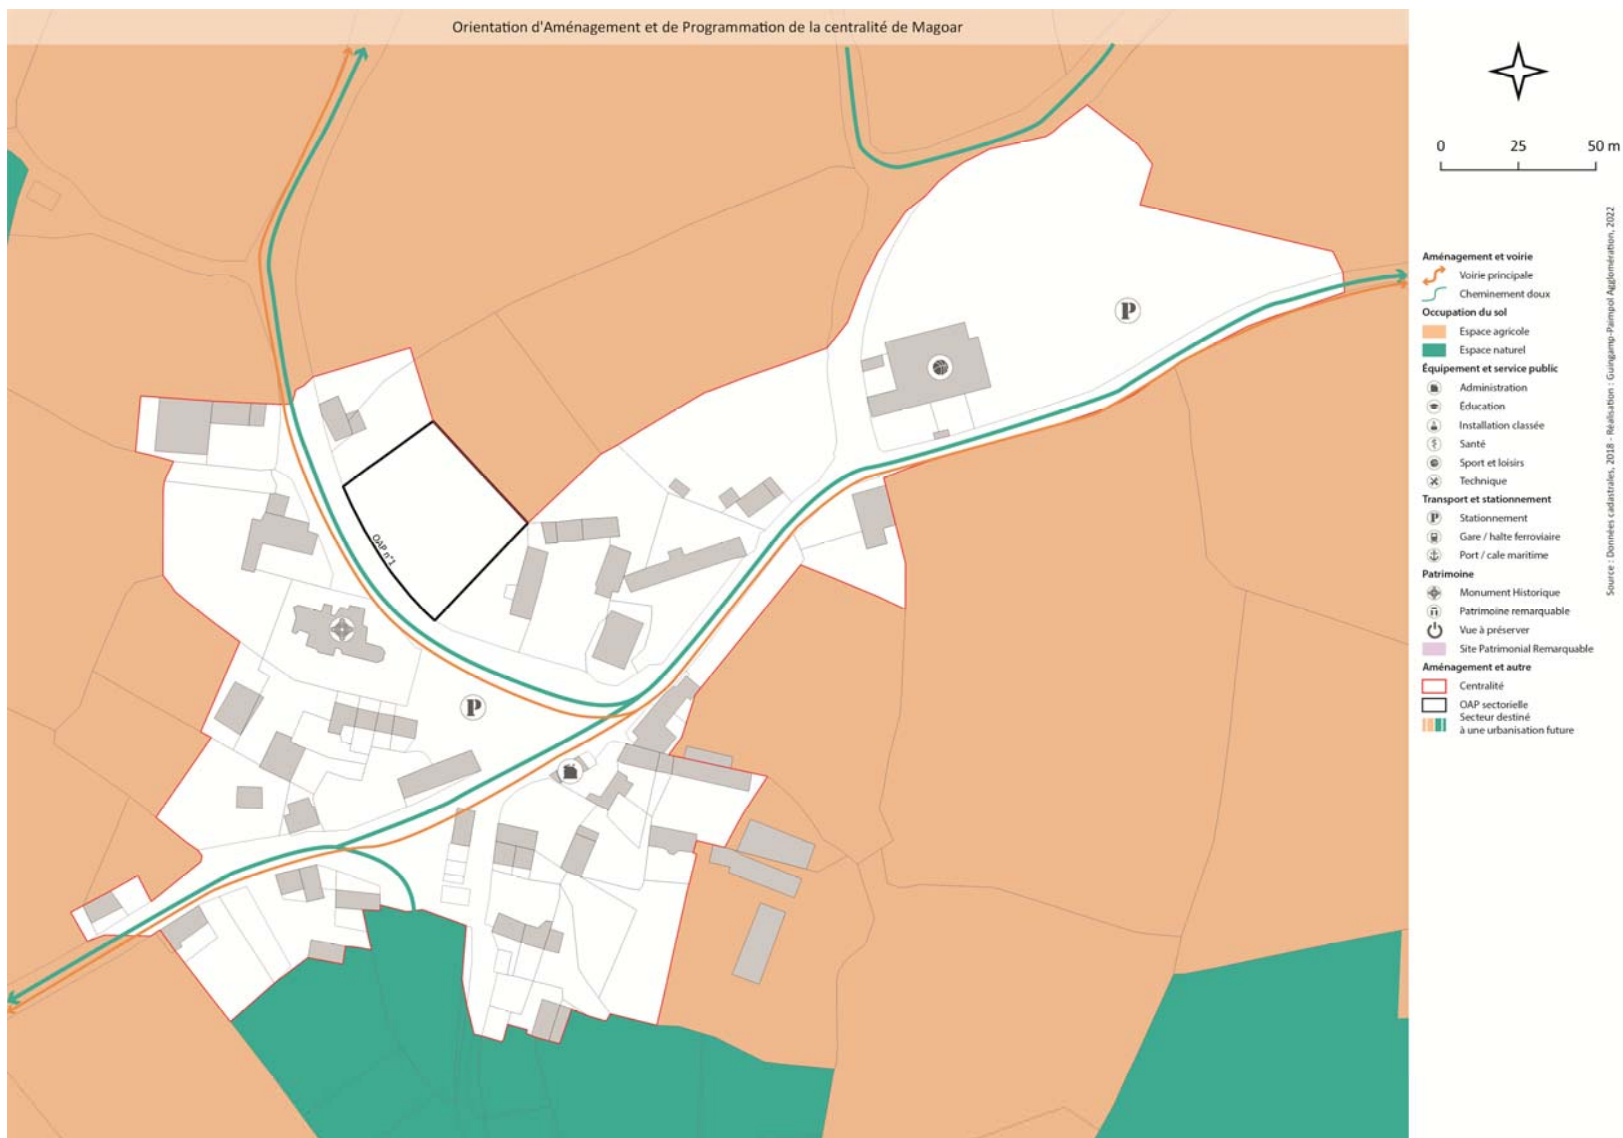 Orientation d'Aménagement et de Programmation de la centralité de Magoar
0 25 50 m
Aménagement et voirie
Voirie principale
Cheminement doux
Occupation du sol
Espace agricole
Espace naturel
Équipement et service public
Administration
Éducation
Installation classée
Santé
Sport et loisirs
Technique
Transport et stationnement
P Stationnement
Gare / halte ferroviaire
Port / cale maritime
Patrimoine
Monument Historique
Patrimoine remarquable
Vue à préserver
Site Patrimonial Remarquable
Aménagement et autre
Centralité
OAP sectorielle
Secteur destiné
à une urbanisation future
Source : Données cadastrales, 2018 - Réalisation : Guingamp-Paimpol Agglomération, 2022
P
OAP n°1
P